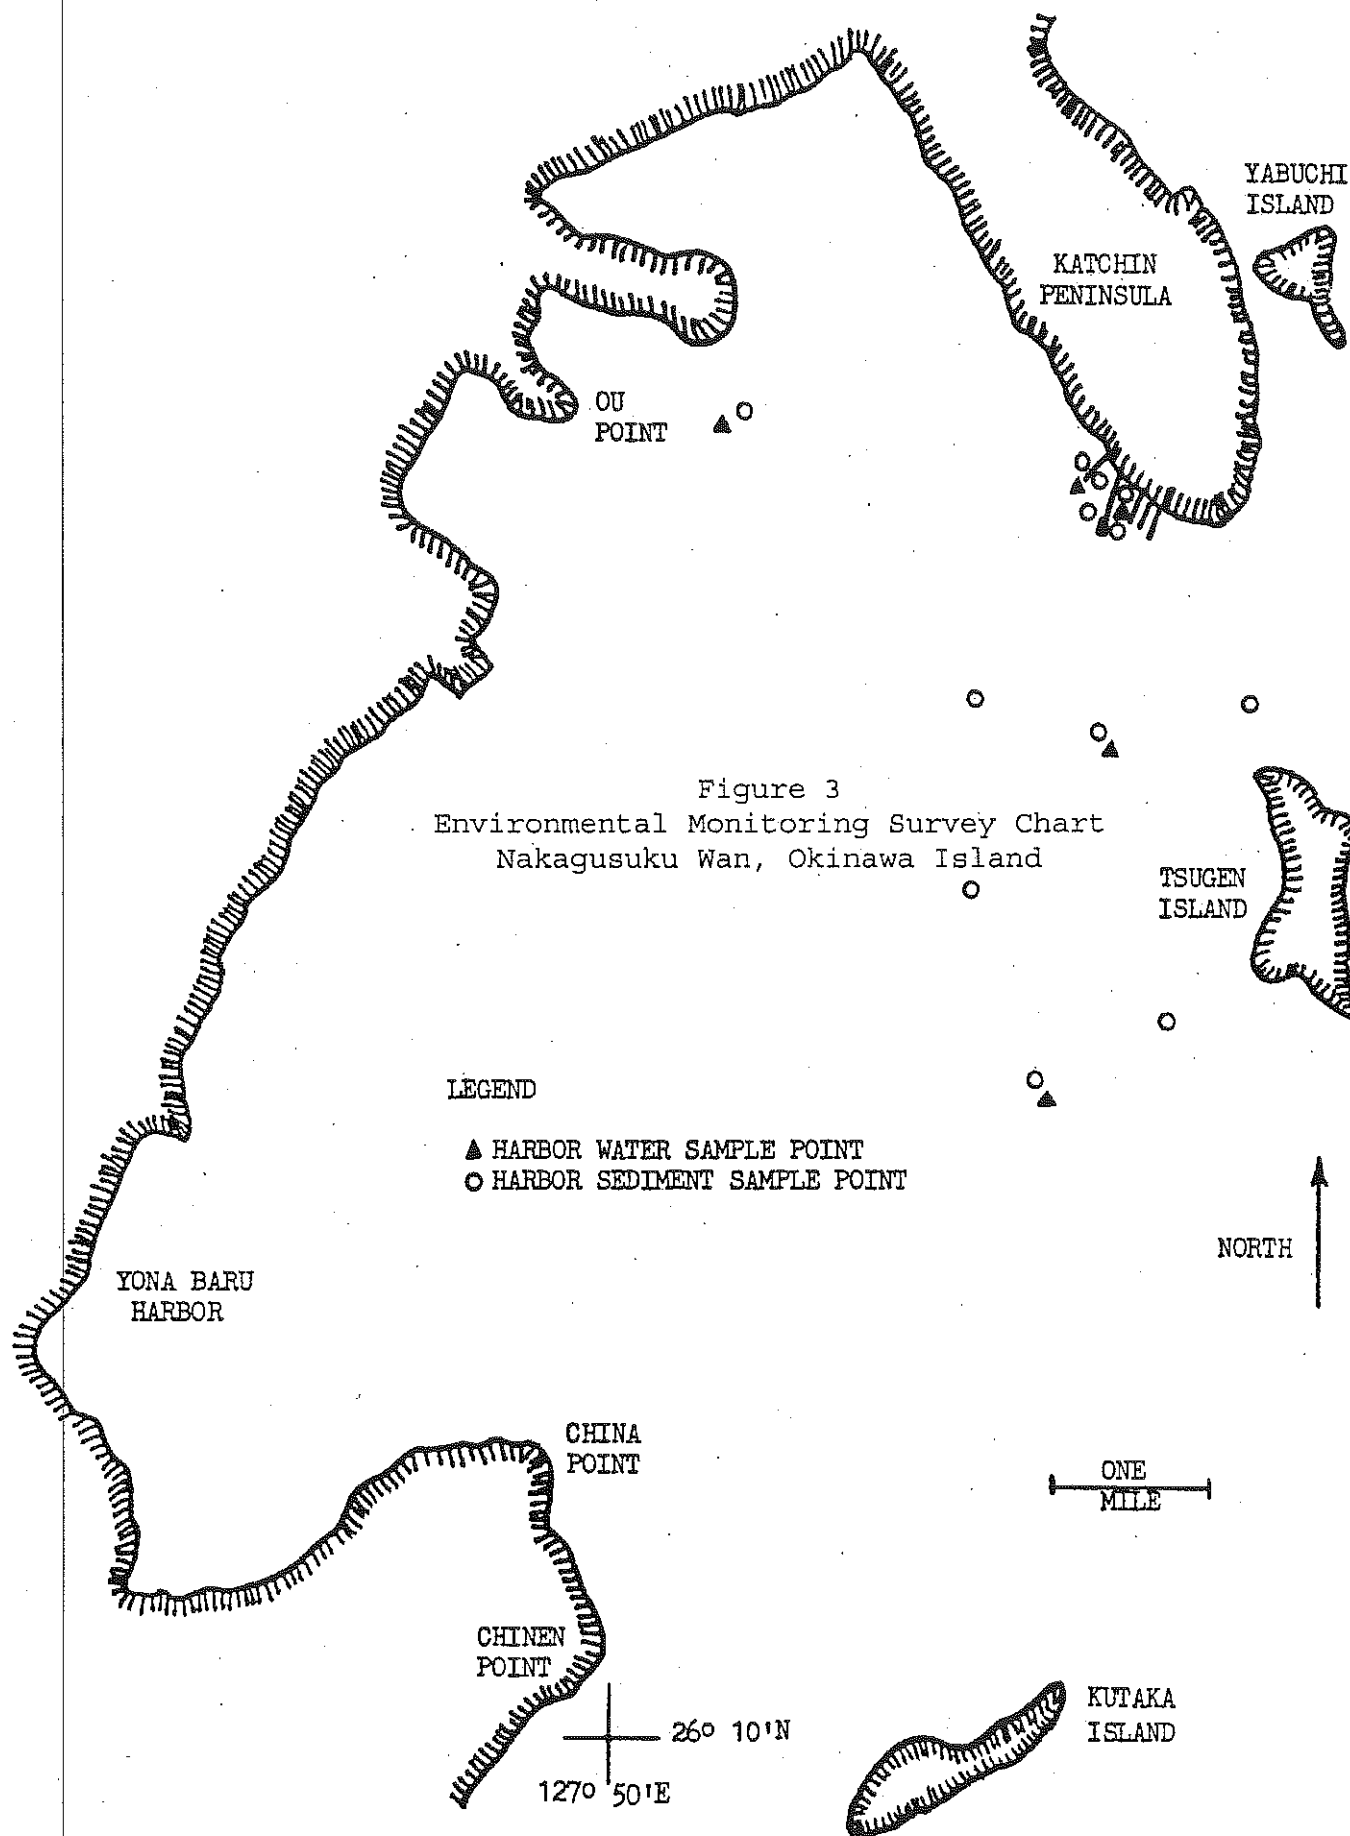 YABUCHI
ISLAND
KATCHIN
PENINSULA
OU
POINT
Figure 3
Environmental Monitoring Survey Chart
Nakagusuku Wan, Okinawa Island
TSUGEN
ISLAND
LEGEND
HARBOR WATER SAMPLE POINT
HARBOR SEDIMENT SAMPLE POINT
NORTH
YONA BARU
HARBOR
CHINA
POINT
ONE
MILE
CHINEN
POINT
KUTAKA
ISLAND
26° 10'N
127° 50'E